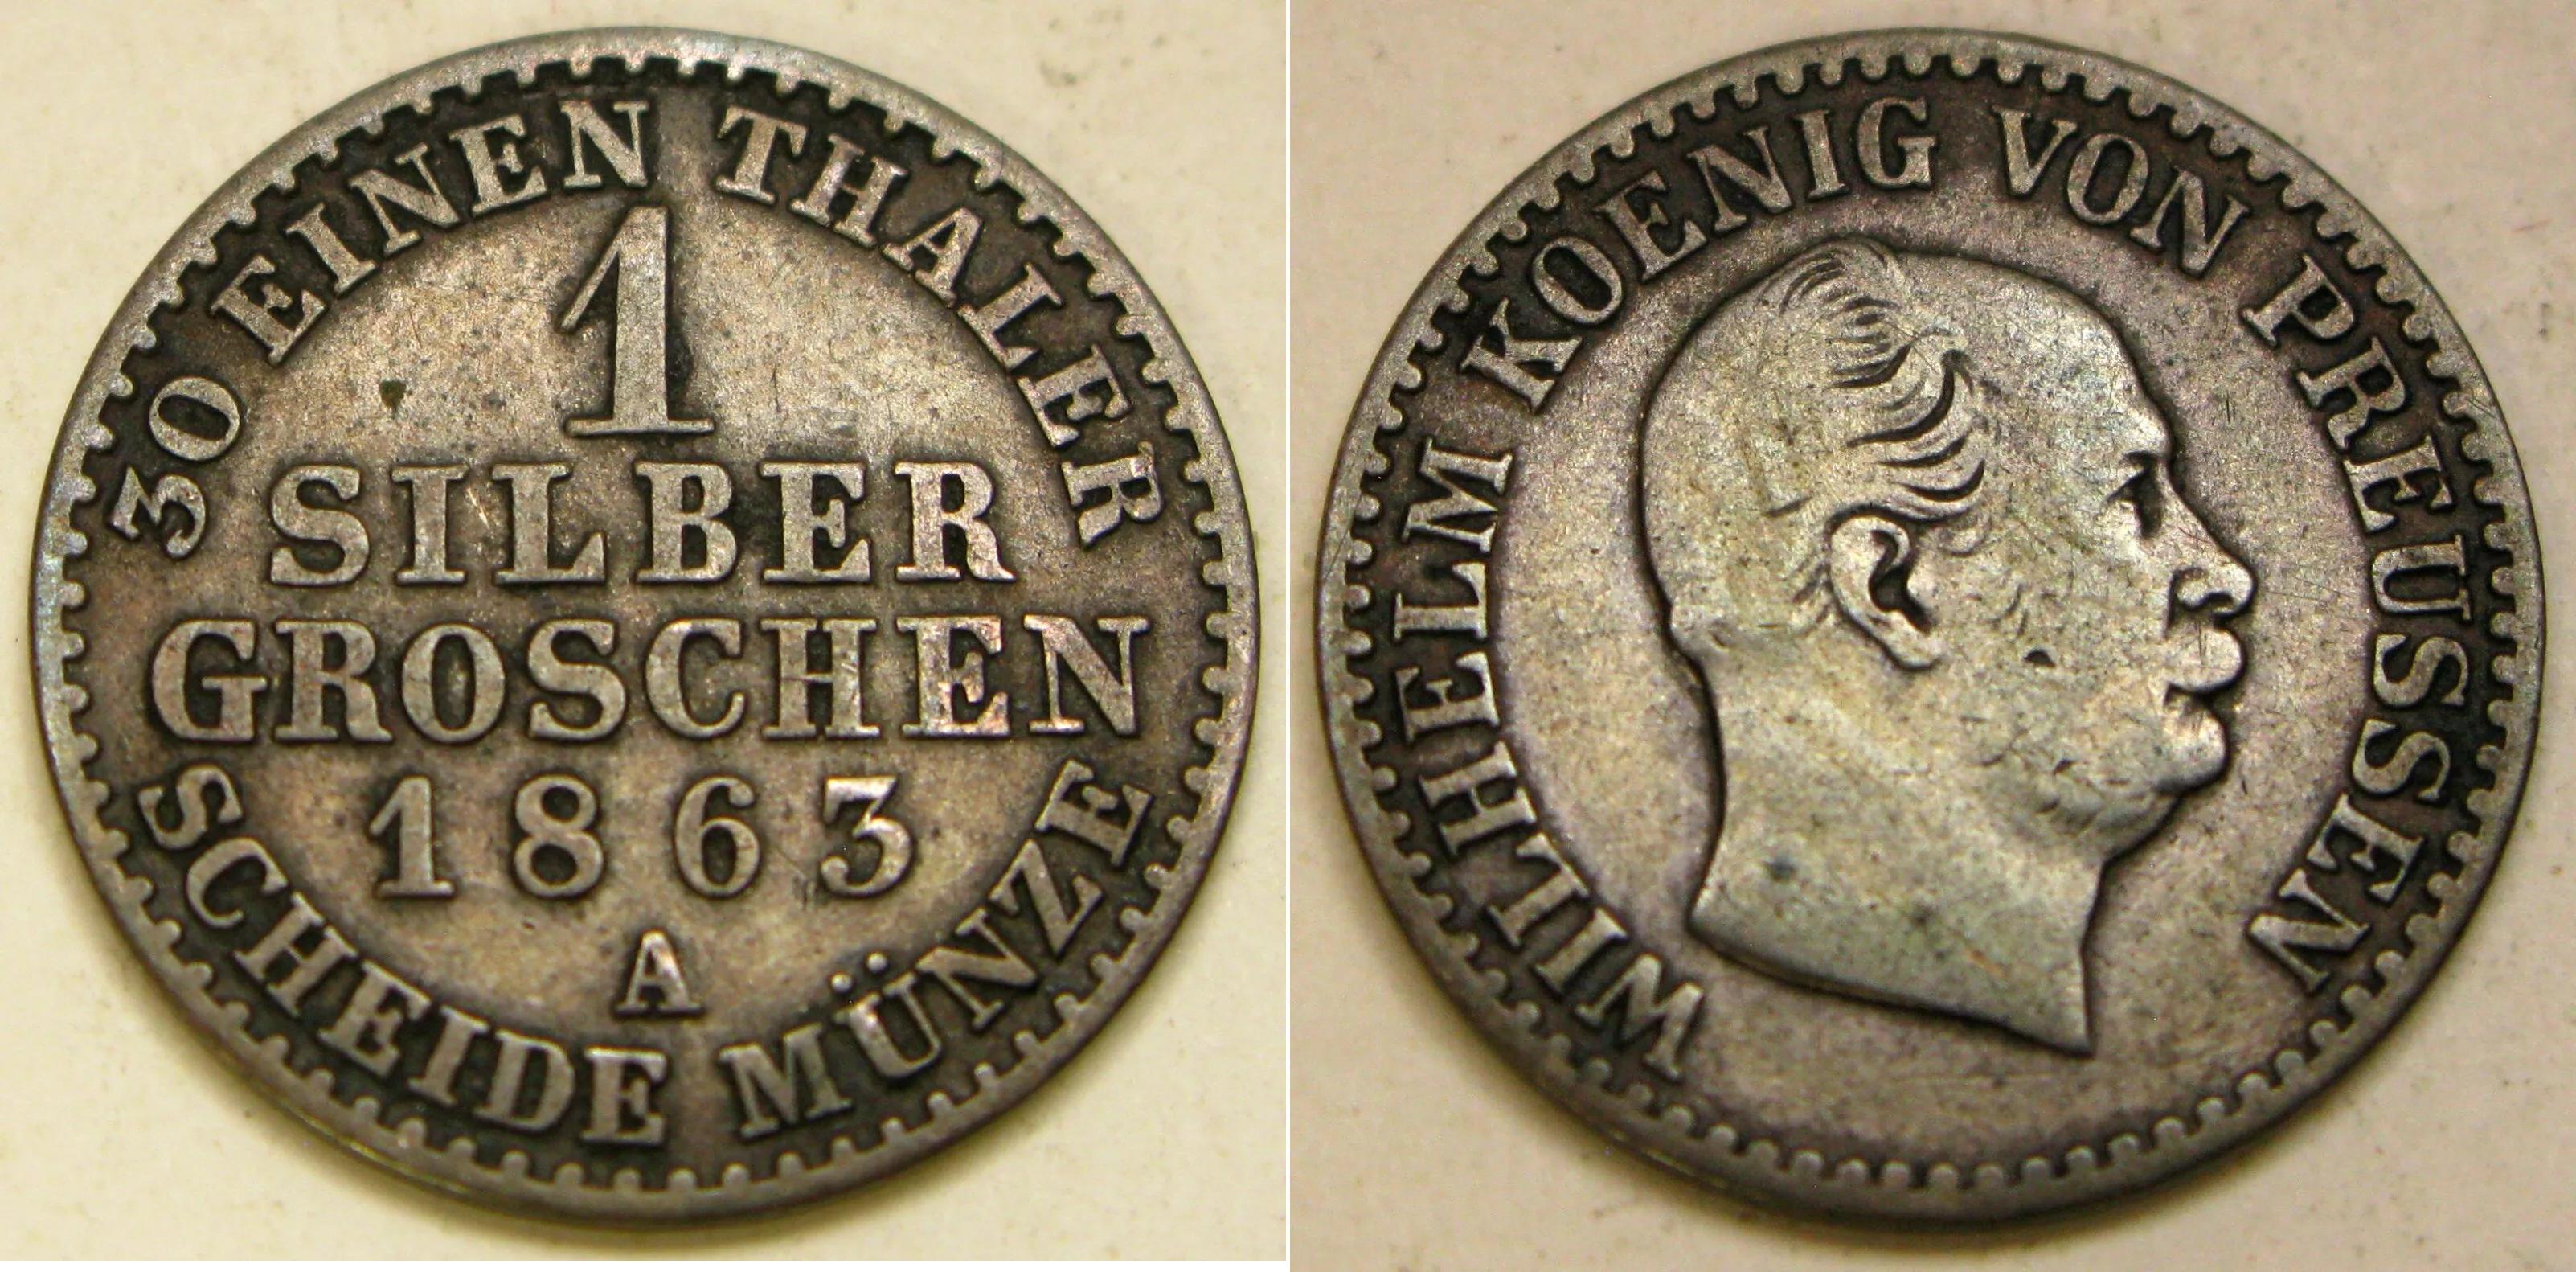 30 EINEN THALER
1
SILBER
GROSCHEN
1863
A
SCHEIDE MÜNZE
WILHELM KOENIG VON PREUSSEN